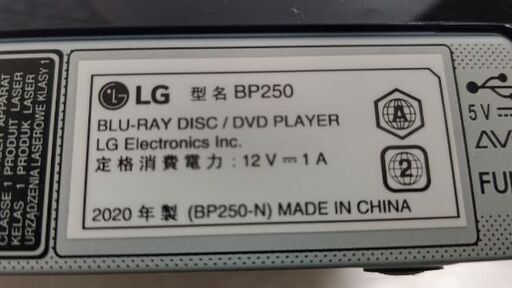 LG 型名 BP250
BLU-RAY DISC / DVD PLAYER
LG Electronics Inc.
定格消費電力 : 12 V ⎓ 1 A
2020 年 製 (BP250-N) MADE IN CHINA
A
2
5 V
CLASSE 1 PRODUIT LASER
KELAS 1 PRODUK LASER
URZĄDZENIA LASEROWE KLASY 1